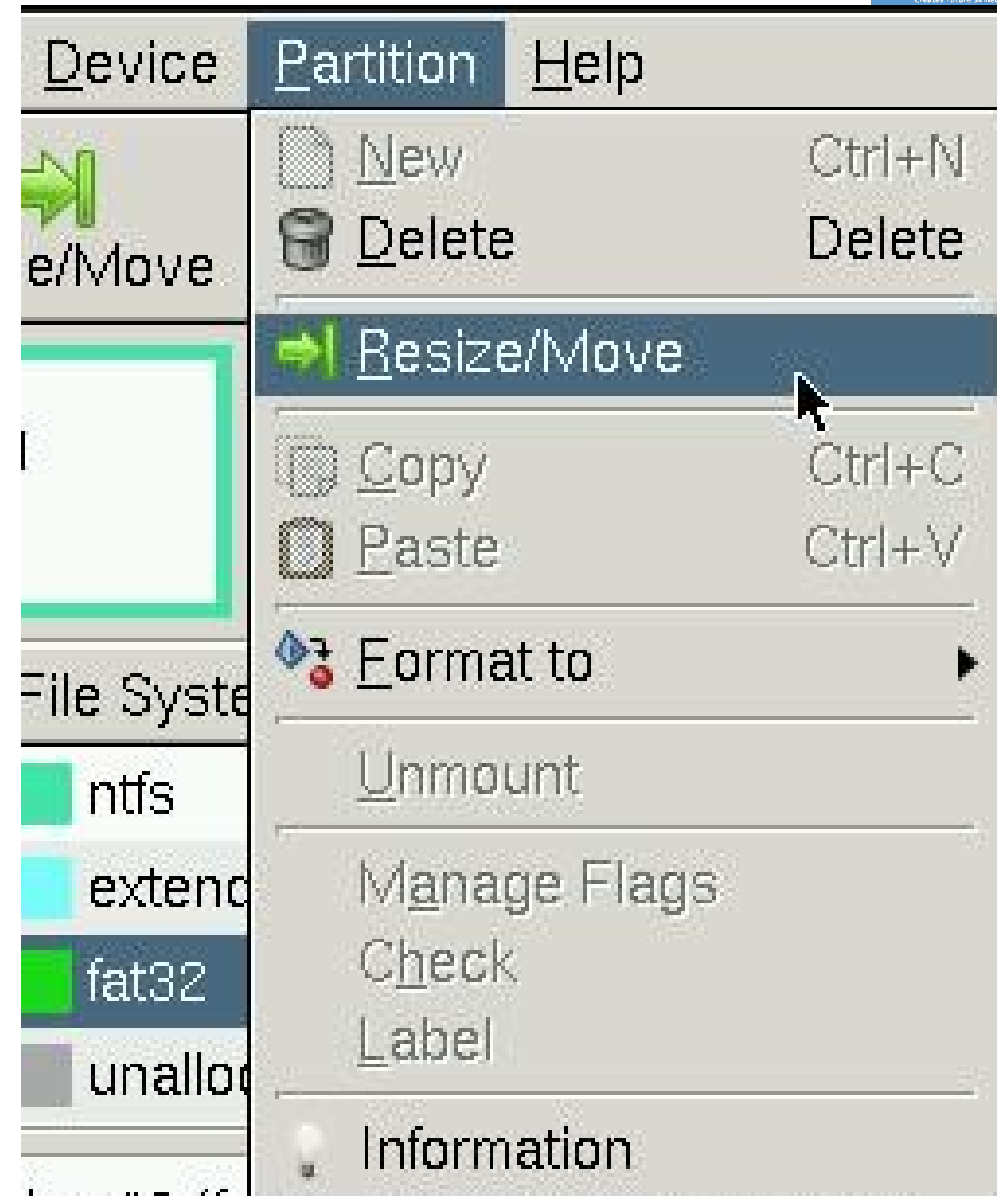 Device Partition Help
New Ctrl+N
Delete Delete
e/Move
Resize/Move
Copy Ctrl+C
Paste Ctrl+V
Format to
File Syste
Unmount
ntfs
Manage Flags
extend
Check
fat32
Label
unalloc
Information